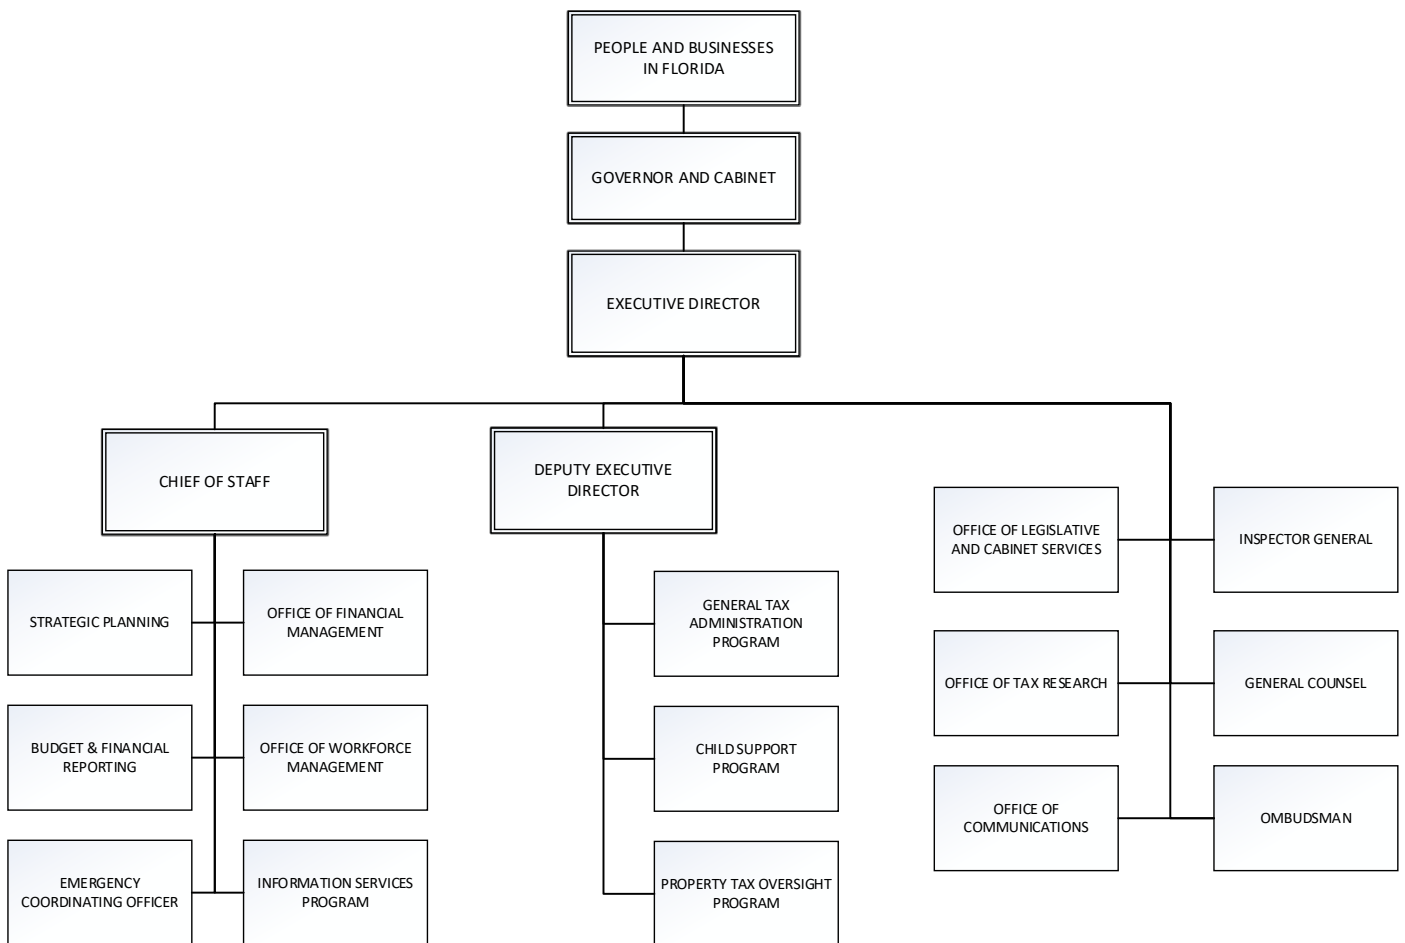 PEOPLE AND BUSINESSES
IN FLORIDA
GOVERNOR AND CABINET
EXECUTIVE DIRECTOR
CHIEF OF STAFF
DEPUTY EXECUTIVE
DIRECTOR
STRATEGIC PLANNING
OFFICE OF FINANCIAL
MANAGEMENT
BUDGET & FINANCIAL
REPORTING
OFFICE OF WORKFORCE
MANAGEMENT
EMERGENCY
COORDINATING OFFICER
INFORMATION SERVICES
PROGRAM
GENERAL TAX
ADMINISTRATION
PROGRAM
CHILD SUPPORT
PROGRAM
PROPERTY TAX OVERSIGHT
PROGRAM
OFFICE OF LEGISLATIVE
AND CABINET SERVICES
INSPECTOR GENERAL
OFFICE OF TAX RESEARCH
GENERAL COUNSEL
OFFICE OF
COMMUNICATIONS
OMBUDSMAN